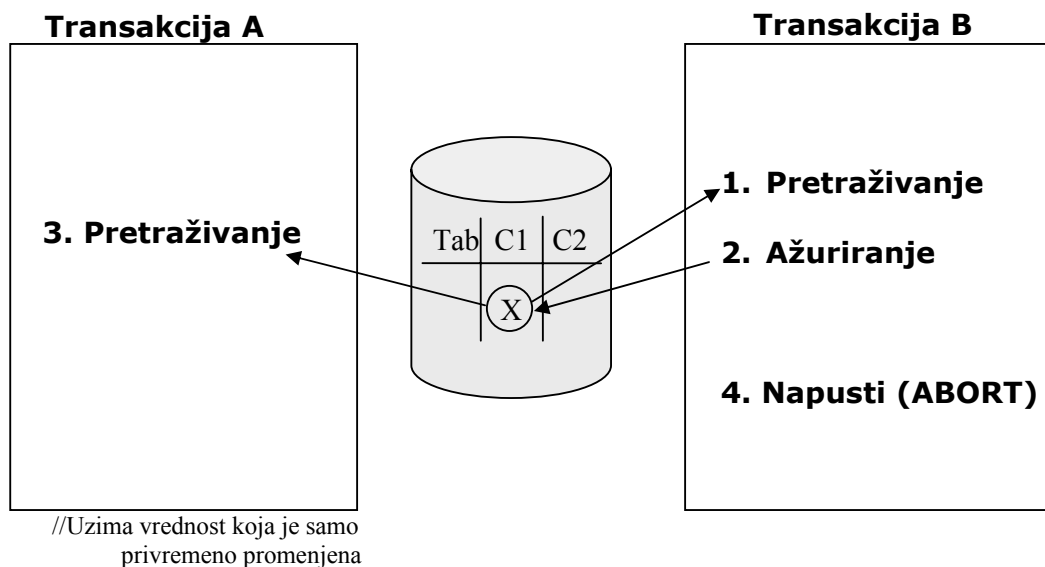 Transakcija A
Transakcija B
1. Pretraživanje
3. Pretraživanje
Tab C1 C2
2. Ažuriranje
X
4. Napusti (ABORT)
//Uzima vrednost koja je samo
privremeno promenjena